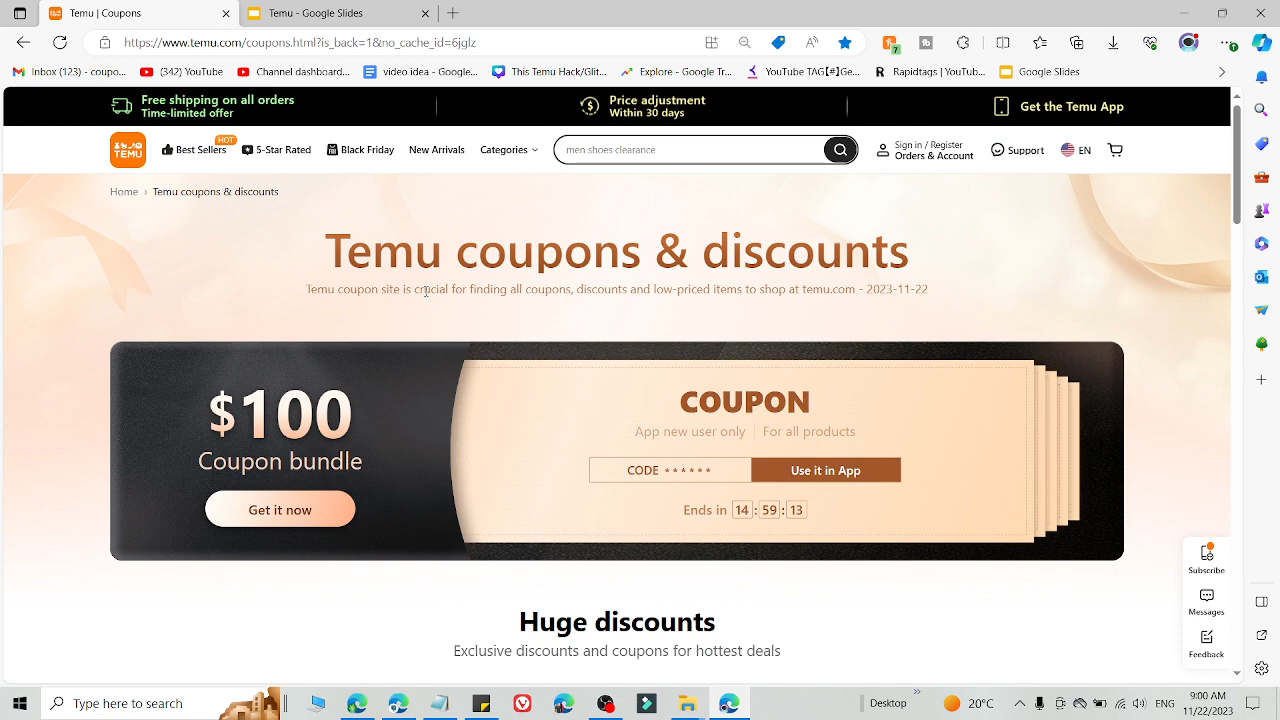 Temu | Coupons
Temu - Google Slides
https://www.temu.com/coupons.html?is_back=1&no_cache_id=6jglz
7
Inbox (123) - compa...
(342) YouTube
Channel dashboard...
video idea - Google...
This Temu Hack/Glit...
Explore - Google Tr...
YouTube TAG[#] Ge...
Rapidtags | YouTub...
Google Slides
Free shipping on all orders
Time-limited offer
Price adjustment
Within 30 days
Get the Temu App
TEMU
Best Sellers
HOT
5-Star Rated
Black Friday
New Arrivals
Categories
men shoes clearance
Sign in / Register
Orders & Account
Support
EN
Home › Temu coupons & discounts
Temu coupons & discounts
Temu coupon site is crucial for finding all coupons, discounts and low-priced items to shop at temu.com - 2023-11-22
$100
Coupon bundle
Get it now
COUPON
App new user only
For all products
CODE ******
Use it in App
Ends in 14 : 59 : 13
Subscribe
Messages
Feedback
Huge discounts
Exclusive discounts and coupons for hottest deals
Type here to search
Desktop
20°C
ENG
9:00 AM
11/22/2023